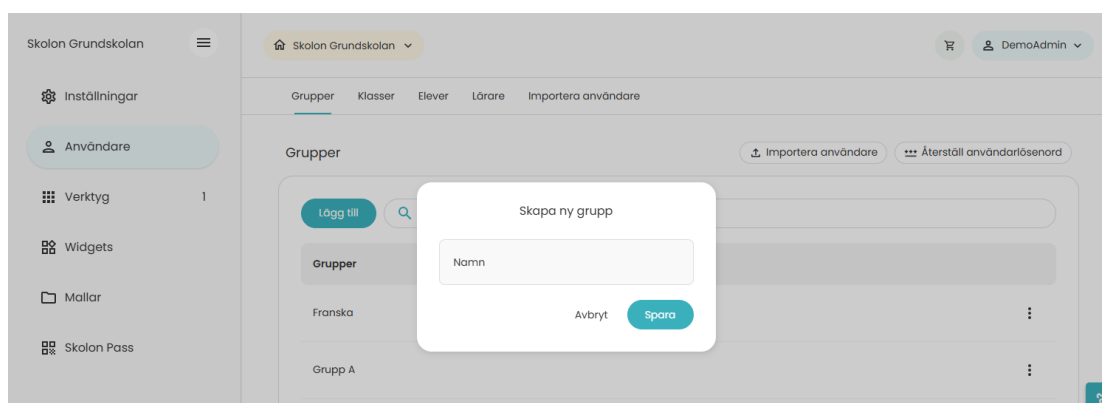 Skolon Grundskolan
Inställningar
Användare
Verktyg 1
Widgets
Mallar
Skolon Pass
Skolon Grundskolan
DemoAdmin
Grupper Klasser Elever Lärare Importera användare
Grupper
Importera användare
Återställ användarlösenord
Lägg till
Grupper
Franska
Grupp A
Skapa ny grupp
Namn
Avbryt Spara